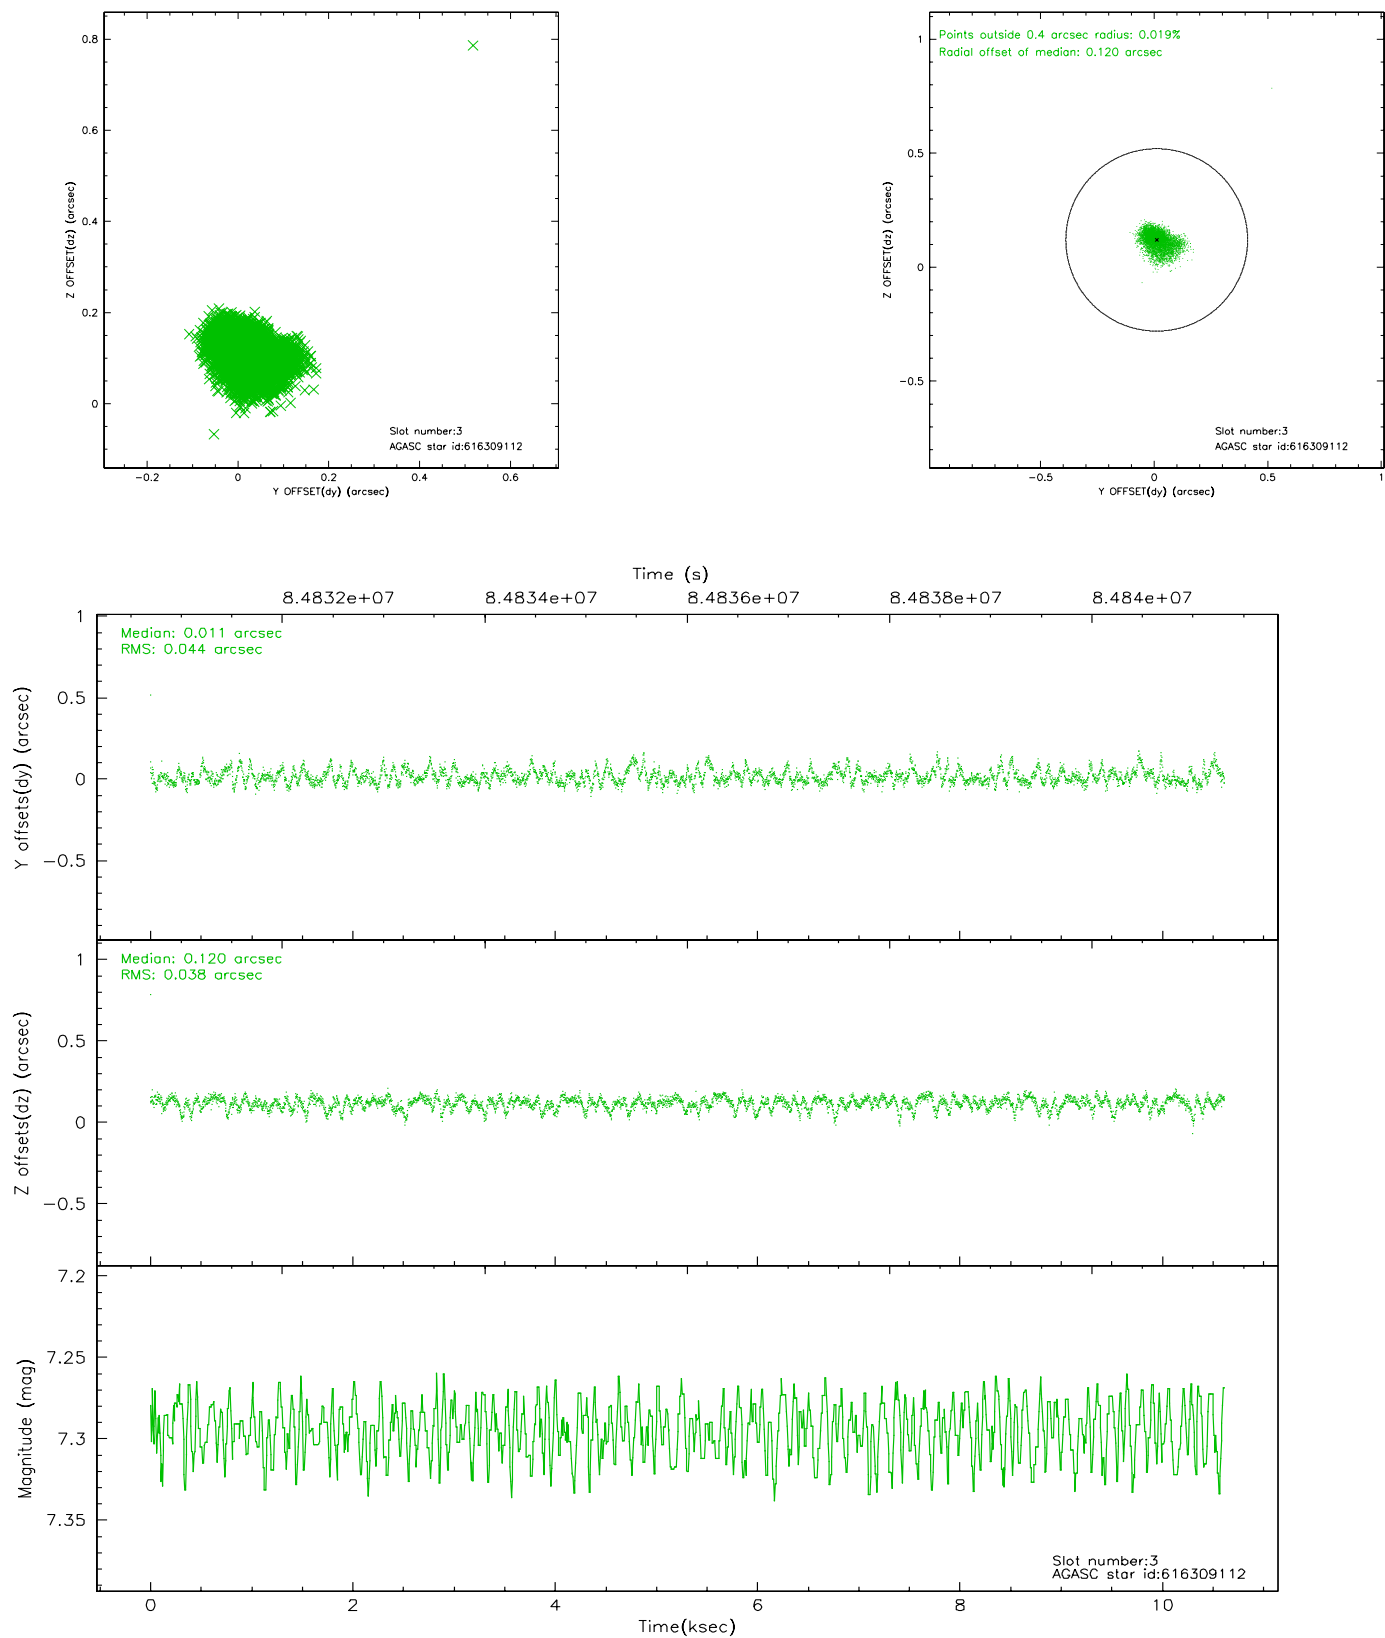 0.8
0.6
0.4
0.2
0
Z OFFSET(dz) (arcsec)
Slot number:3
AGASC star id:616309112
−0.2 0 0.2 0.4 0.6
Y OFFSET(dy) (arcsec)
Points outside 0.4 arcsec radius: 0.019%
Radial offset of median: 0.120 arcsec
1
0.5
0
−0.5
Z OFFSET(dz) (arcsec)
Slot number:3
AGASC star id:616309112
−0.5 0 0.5 1
Y OFFSET(dy) (arcsec)
Time (s)
8.4832e+07 8.4834e+07 8.4836e+07 8.4838e+07 8.484e+07
Median: 0.011 arcsec
RMS: 0.044 arcsec
1
0.5
0
−0.5
Y offsets(dy) (arcsec)
Median: 0.120 arcsec
RMS: 0.038 arcsec
1
0.5
0
−0.5
Z offsets(dz) (arcsec)
7.2
7.25
7.3
7.35
Magnitude (mag)
Slot number:3
AGASC star id:616309112
0 2 4 6 8 10
Time(ksec)